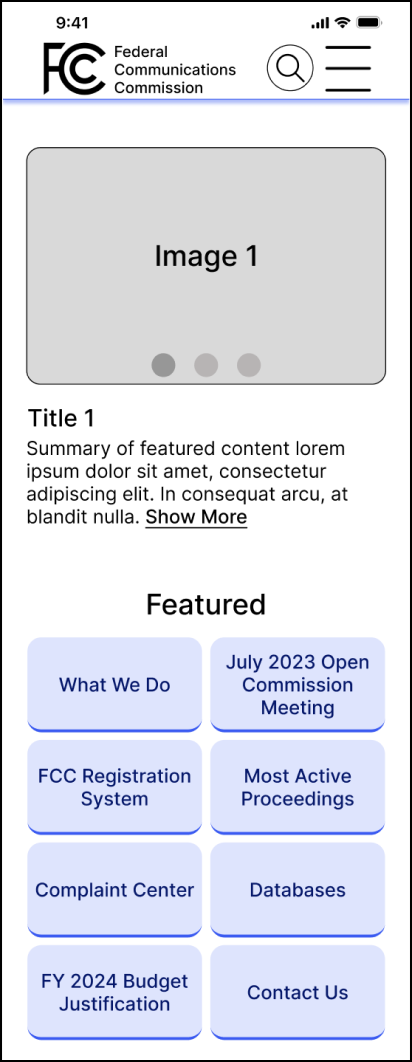 9:41
FCC
Federal
Communications
Commission
Image 1
Title 1
Summary of featured content lorem
ipsum dolor sit amet, consectetur
adipiscing elit. In consequat arcu, at
blandit nulla. Show More
Featured
What We Do
July 2023 Open
Commission
Meeting
FCC Registration
System
Most Active
Proceedings
Complaint Center
Databases
FY 2024 Budget
Justification
Contact Us